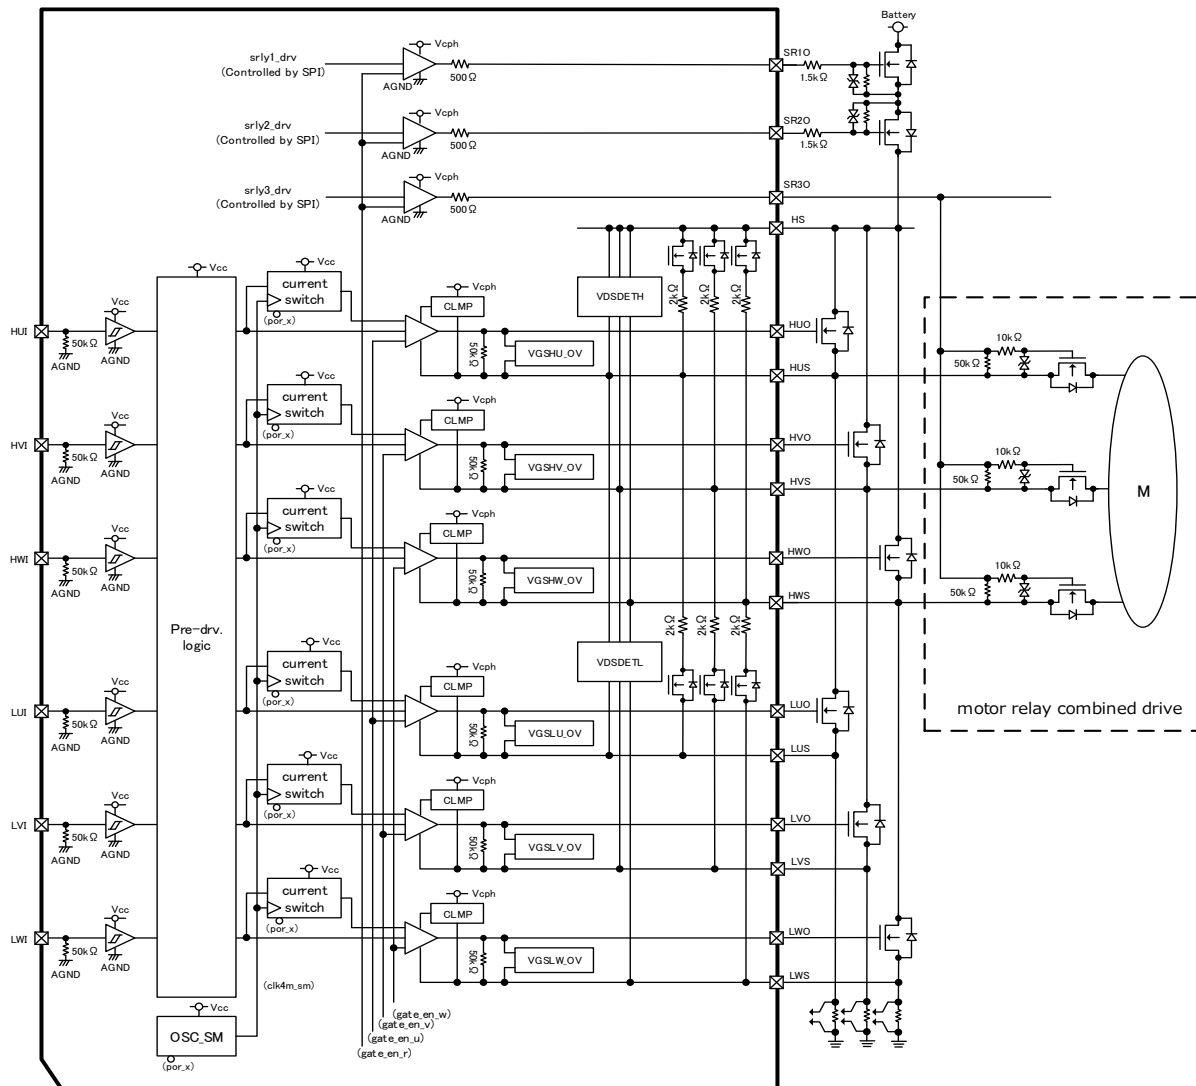 Battery
srly1_drv
(Controlled by SPI)
Vcph
AGND
500Ω
SR1O
1.5kΩ
srly2_drv
(Controlled by SPI)
Vcph
AGND
500Ω
SR2O
1.5kΩ
srly3_drv
(Controlled by SPI)
Vcph
AGND
500Ω
SR3O
HS
Vcc
Pre-drv.
logic
Vcc
current
switch
(por_x)
Vcph
CLMP
VDSDETH
2kΩ
2kΩ
2kΩ
HUI
50kΩ
AGND
Vcc
AGND
50kΩ
VGSHU_OV
HUO
HUS
10kΩ
50kΩ
Vcc
current
switch
(por_x)
Vcph
CLMP
HVI
50kΩ
AGND
Vcc
AGND
50kΩ
VGSHV_OV
HVO
HVS
10kΩ
50kΩ
M
Vcc
current
switch
(por_x)
Vcph
CLMP
HWI
50kΩ
AGND
Vcc
AGND
50kΩ
VGSHW_OV
HWO
HWS
10kΩ
50kΩ
2kΩ
2kΩ
2kΩ
VDSDETL
Vcc
current
switch
(por_x)
Vcph
CLMP
LUI
50kΩ
AGND
Vcc
AGND
50kΩ
VGSLU_OV
LUO
LUS
motor relay combined drive
Vcc
current
switch
(por_x)
Vcph
CLMP
LVI
50kΩ
AGND
Vcc
AGND
50kΩ
VGSLV_OV
LVO
LVS
Vcc
current
switch
(por_x)
Vcph
CLMP
LWI
50kΩ
AGND
Vcc
AGND
50kΩ
VGSLW_OV
LWO
LWS
(clk4m_sm)
Vcc
OSC_SM
(por_x)
(gate_en_w)
(gate_en_v)
(gate_en_u)
(gate_en_r)